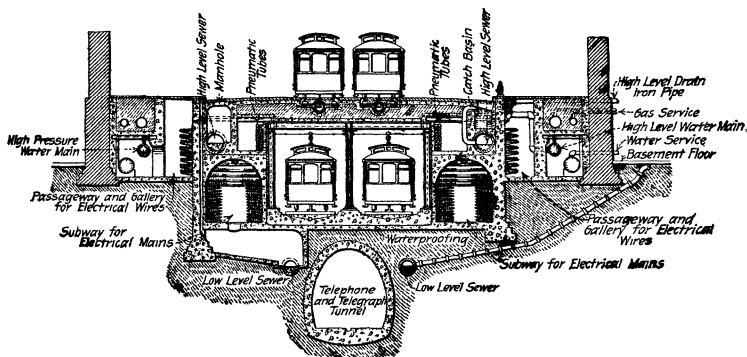 High Level Sewer
Manhole
Pneumatic
Tubes
Pneumatic
Tubes
Catch Basin
High Level Sewer
High Level Drain
Iron Pipe
Gas Service
High Level Water Main,
Water Service
Basement Floor
High Pressure
Water Main
Passageway and Gallery
for Electrical Wires
Subway for
Electrical Mains
Passageway and
Gallery for Electrical
Wires
Waterproofing
Subway for Electrical Mains
Low Level Sewer
Low Level Sewer
Telephone
and Telegraph
Tunnel